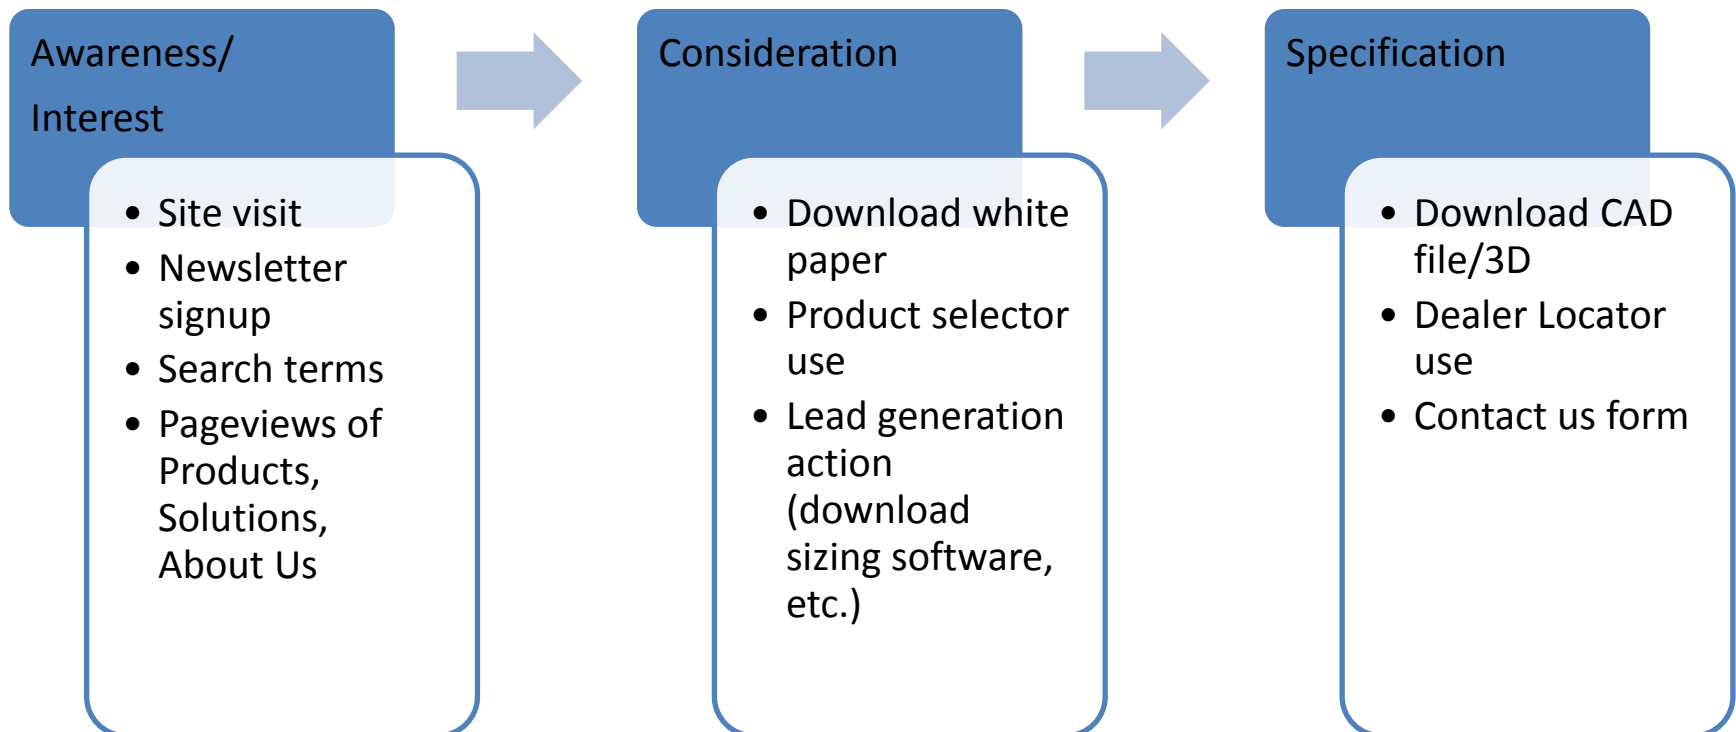 Awareness/
Interest
• Site visit
• Newsletter
signup
• Search terms
• Pageviews of
Products,
Solutions,
About Us
Consideration
• Download white
paper
• Product selector
use
• Lead generation
action
(download
sizing software,
etc.)
Specification
• Download CAD
file/3D
• Dealer Locator
use
• Contact us form